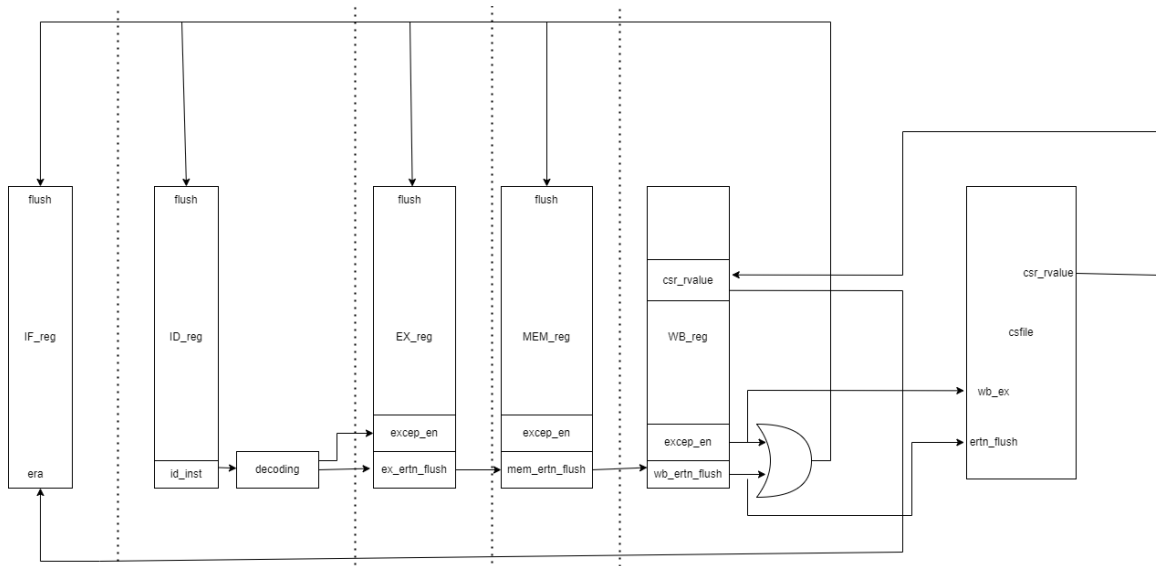 flush
flush
flush
flush
csr_rvalue
csr_rvalue
IF_reg
ID_reg
EX_reg
MEM_reg
WB_reg
csfile
wb_ex
excep_en
excep_en
excep_en
ertn_flush
era
id_inst
decoding
ex_ertn_flush
mem_ertn_flush
wb_ertn_flush